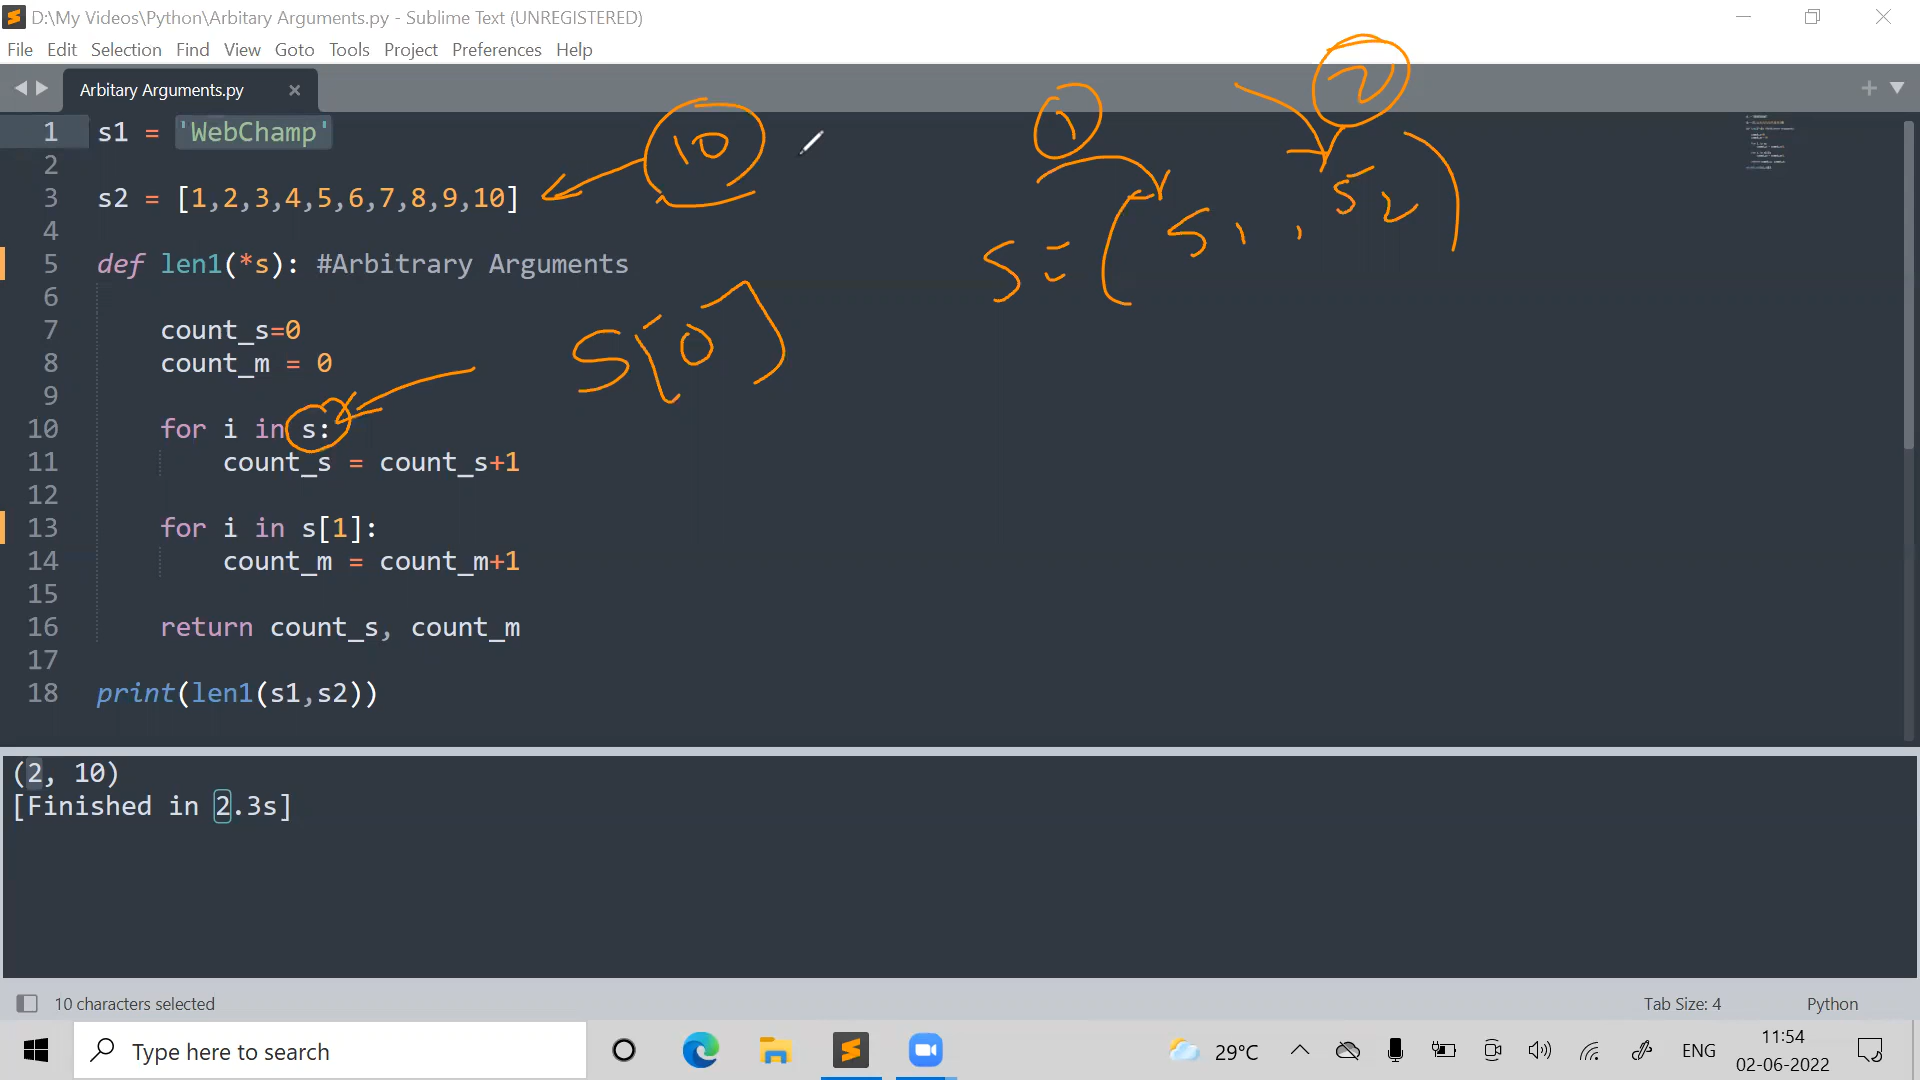 D:\My Videos\Python\Arbitary Arguments.py - Sublime Text (UNREGISTERED)
File Edit Selection Find View Goto Tools Project Preferences Help
Arbitary Arguments.py
1 s1 = 'WebChamp'
2
3 s2 = [1,2,3,4,5,6,7,8,9,10]
4
5 def len1(*s): #Arbitrary Arguments
6
7 count_s=0
8 count_m = 0
9
10 for i in s:
11 count_s = count_s+1
12
13 for i in s[1]:
14 count_m = count_m+1
15
16 return count_s, count_m
17
18 print(len1(s1,s2))
10
1
2
S = (S1, S2)
S[0]
(2, 10)
[Finished in 2.3s]
10 characters selected Tab Size: 4 Python
Type here to search 29°C ENG 11:54
02-06-2022